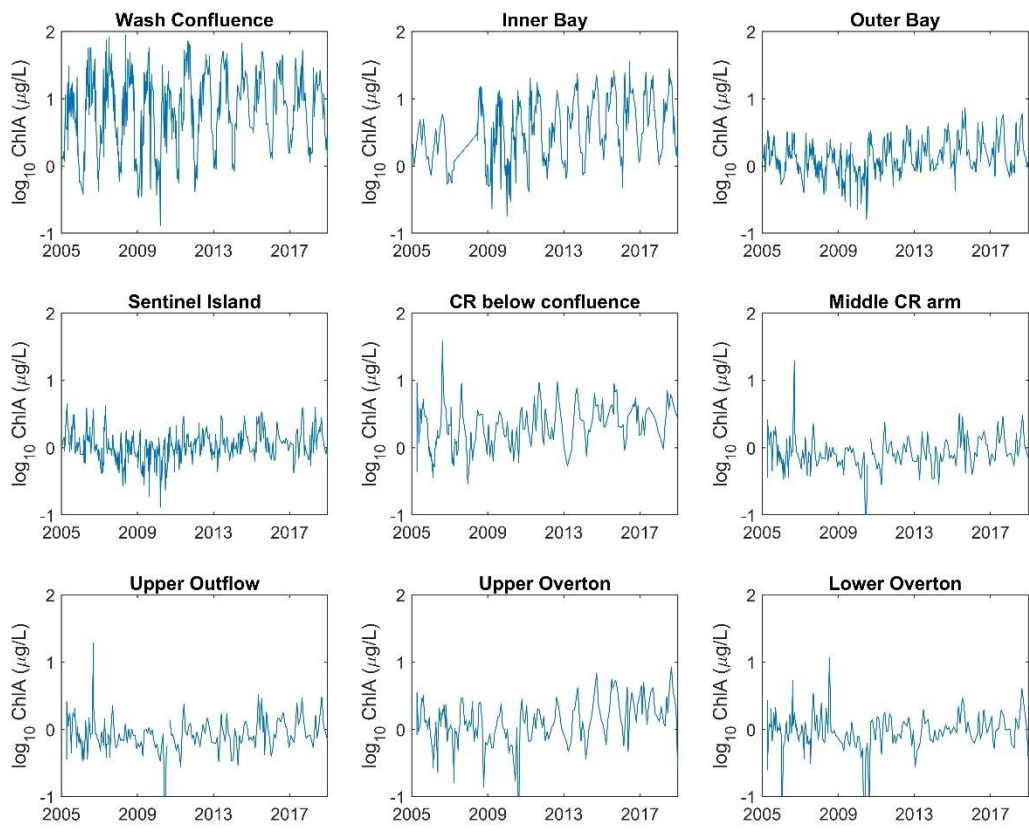 Wash Confluence
log10 ChlA (µg/L)
2
1
0
-1
2005 2009 2013 2017
Inner Bay
log10 ChlA (µg/L)
2
1
0
-1
2005 2009 2013 2017
Outer Bay
log10 ChlA (µg/L)
2
1
0
-1
2005 2009 2013 2017
Sentinel Island
log10 ChlA (µg/L)
2
1
0
-1
2005 2009 2013 2017
CR below confluence
log10 ChlA (µg/L)
2
1
0
-1
2005 2009 2013 2017
Middle CR arm
log10 ChlA (µg/L)
2
1
0
-1
2005 2009 2013 2017
Upper Outflow
log10 ChlA (µg/L)
2
1
0
-1
2005 2009 2013 2017
Upper Overton
log10 ChlA (µg/L)
2
1
0
-1
2005 2009 2013 2017
Lower Overton
log10 ChlA (µg/L)
2
1
0
-1
2005 2009 2013 2017